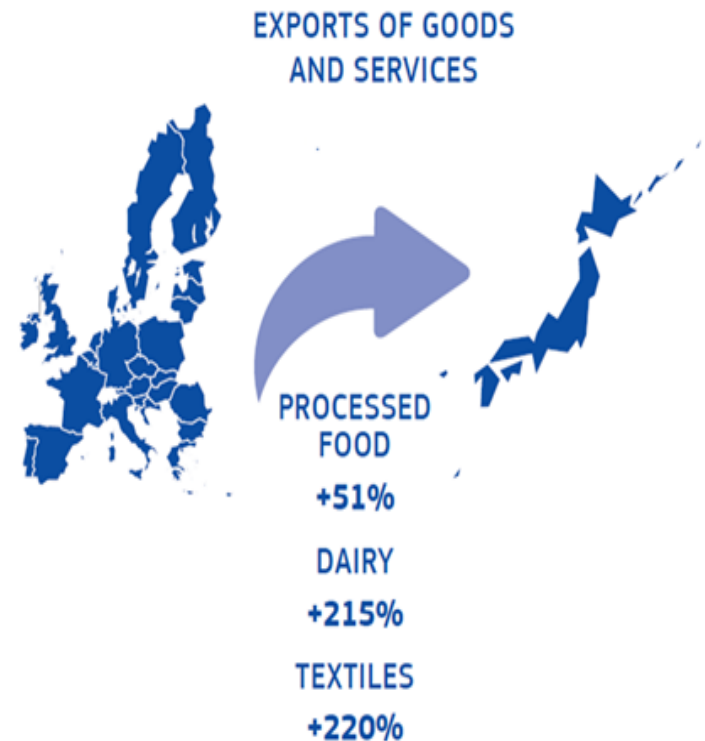 EXPORTS OF GOODS
AND SERVICES
PROCESSED
FOOD
+51%
DAIRY
+215%
TEXTILES
+220%